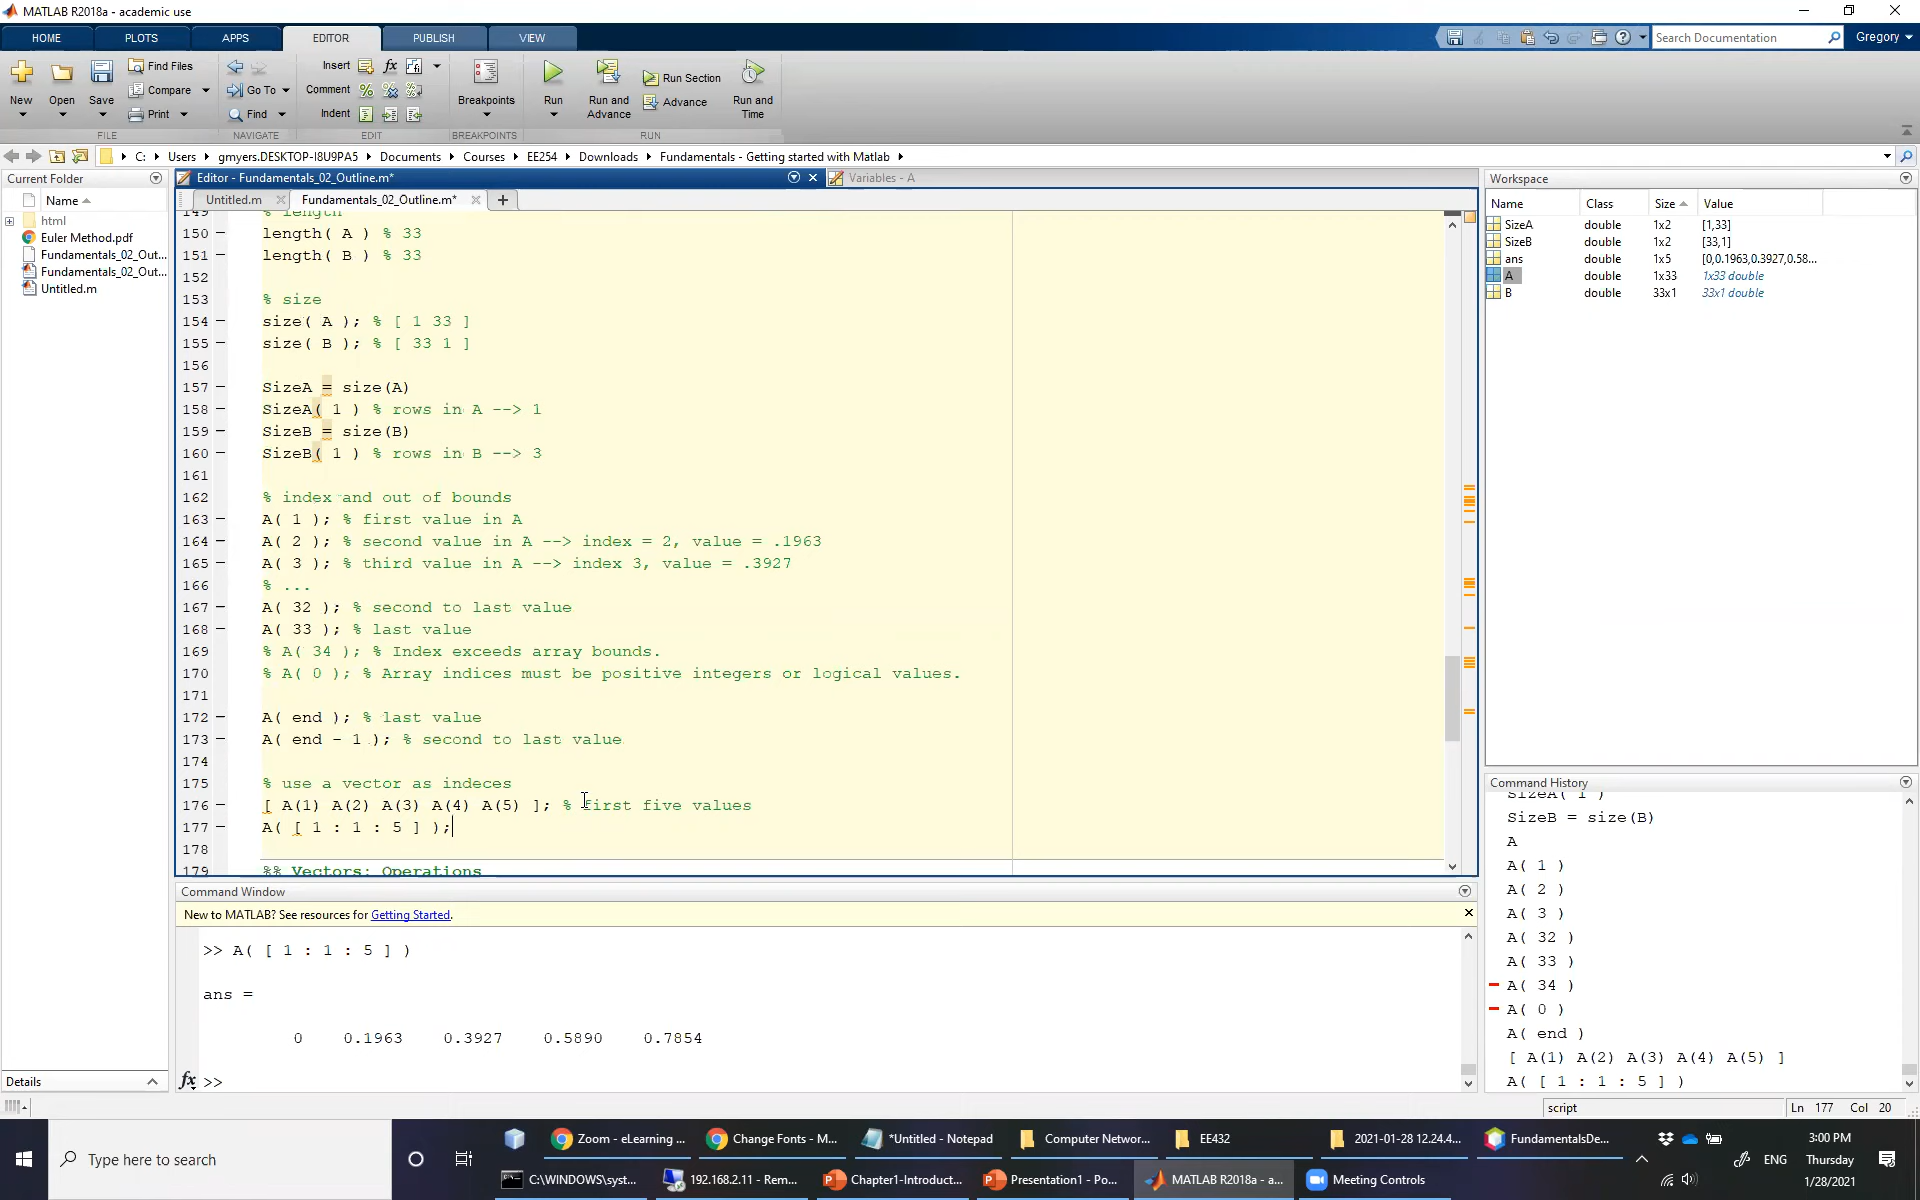 MATLAB R2018a - academic use
HOME PLOTS APPS EDITOR PUBLISH VIEW
Search Documentation
Gregory
New Open Save
Find Files
Compare
Print
Go To
Find
Insert
fx
Comment
Indent
Breakpoints
Run
Run and Advance
Run Section
Advance
Run and Time
FILE NAVIGATE EDIT BREAKPOINTS RUN
C: Users gmyers.DESKTOP-I8U9PA5 Documents Courses EE254 Downloads Fundamentals - Getting started with Matlab
Current Folder
Name
html
Euler Method.pdf
Fundamentals_02_Out...
Fundamentals_02_Out...
Untitled.m
Details
Editor - Fundamentals_02_Outline.m*
Variables - A
Untitled.m
Fundamentals_02_Outline.m*
149 % length
150 length( A ) % 33
151 length( B ) % 33
152
153 % size
154 size( A ); % [ 1 33 ]
155 size( B ); % [ 33 1 ]
156
157 SizeA = size(A)
158 SizeA( 1 ) % rows in A --> 1
159 SizeB = size(B)
160 SizeB( 1 ) % rows in B --> 3
161
162 % index and out of bounds
163 A( 1 ); % first value in A
164 A( 2 ); % second value in A --> index = 2, value = .1963
165 A( 3 ); % third value in A --> index 3, value = .3927
166 % ...
167 A( 32 ); % second to last value
168 A( 33 ); % last value
169 % A( 34 ); % Index exceeds array bounds.
170 % A( 0 ); % Array indices must be positive integers or logical values.
171
172 A( end ); % last value
173 A( end - 1 ); % second to last value
174
175 % use a vector as indeces
176 [ A(1) A(2) A(3) A(4) A(5) ]; % first five values
177 A( [ 1 : 1 : 5 ] );
178
179 %% Vectors: Operations
Command Window
New to MATLAB? See resources for Getting Started.
>> A( [ 1 : 1 : 5 ] )
ans =
0 0.1963 0.3927 0.5890 0.7854
fx >>
Workspace
Name Class Size Value
SizeA double 1x2 [1,33]
SizeB double 1x2 [33,1]
ans double 1x5 [0,0.1963,0.3927,0.58...
A double 1x33 1x33 double
B double 33x1 33x1 double
Command History
SizeA( 1 )
SizeB = size(B)
A
A( 1 )
A( 2 )
A( 3 )
A( 32 )
A( 33 )
A( 34 )
A( 0 )
A( end )
[ A(1) A(2) A(3) A(4) A(5) ]
A( [ 1 : 1 : 5 ] )
script
Ln 177 Col 20
Type here to search
Zoom - eLearning ...
Change Fonts - M...
*Untitled - Notepad
Computer Networ...
EE432
2021-01-28 12.24.4...
FundamentalsDe...
C:\WINDOWS\syst...
192.168.2.11 - Rem...
Chapter1-Introduct...
Presentation1 - Po...
MATLAB R2018a - a...
Meeting Controls
ENG
3:00 PM
Thursday
1/28/2021